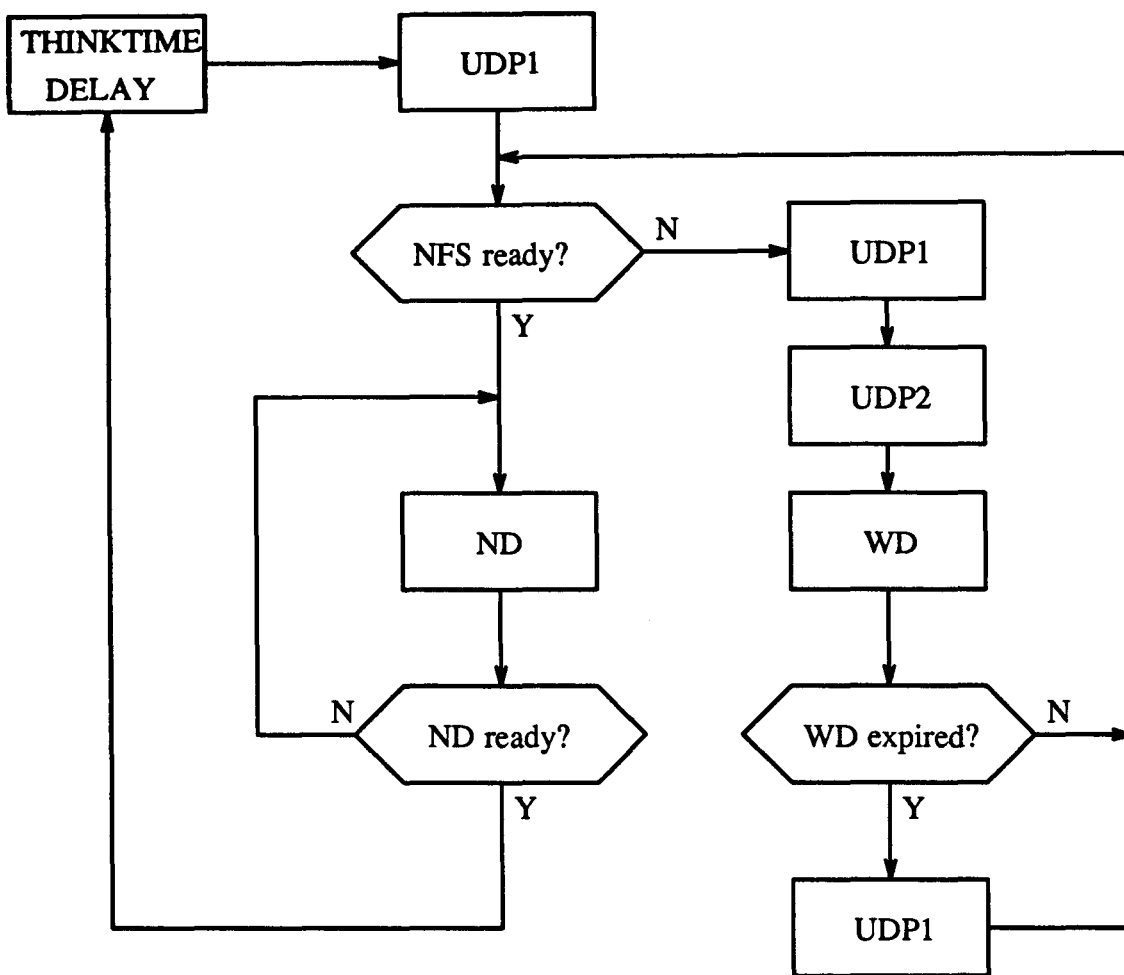 THINKTIME
DELAY
UDP1
NFS ready?
N
Y
UDP1
UDP2
ND
WD
N
ND ready?
Y
WD expired?
N
Y
UDP1